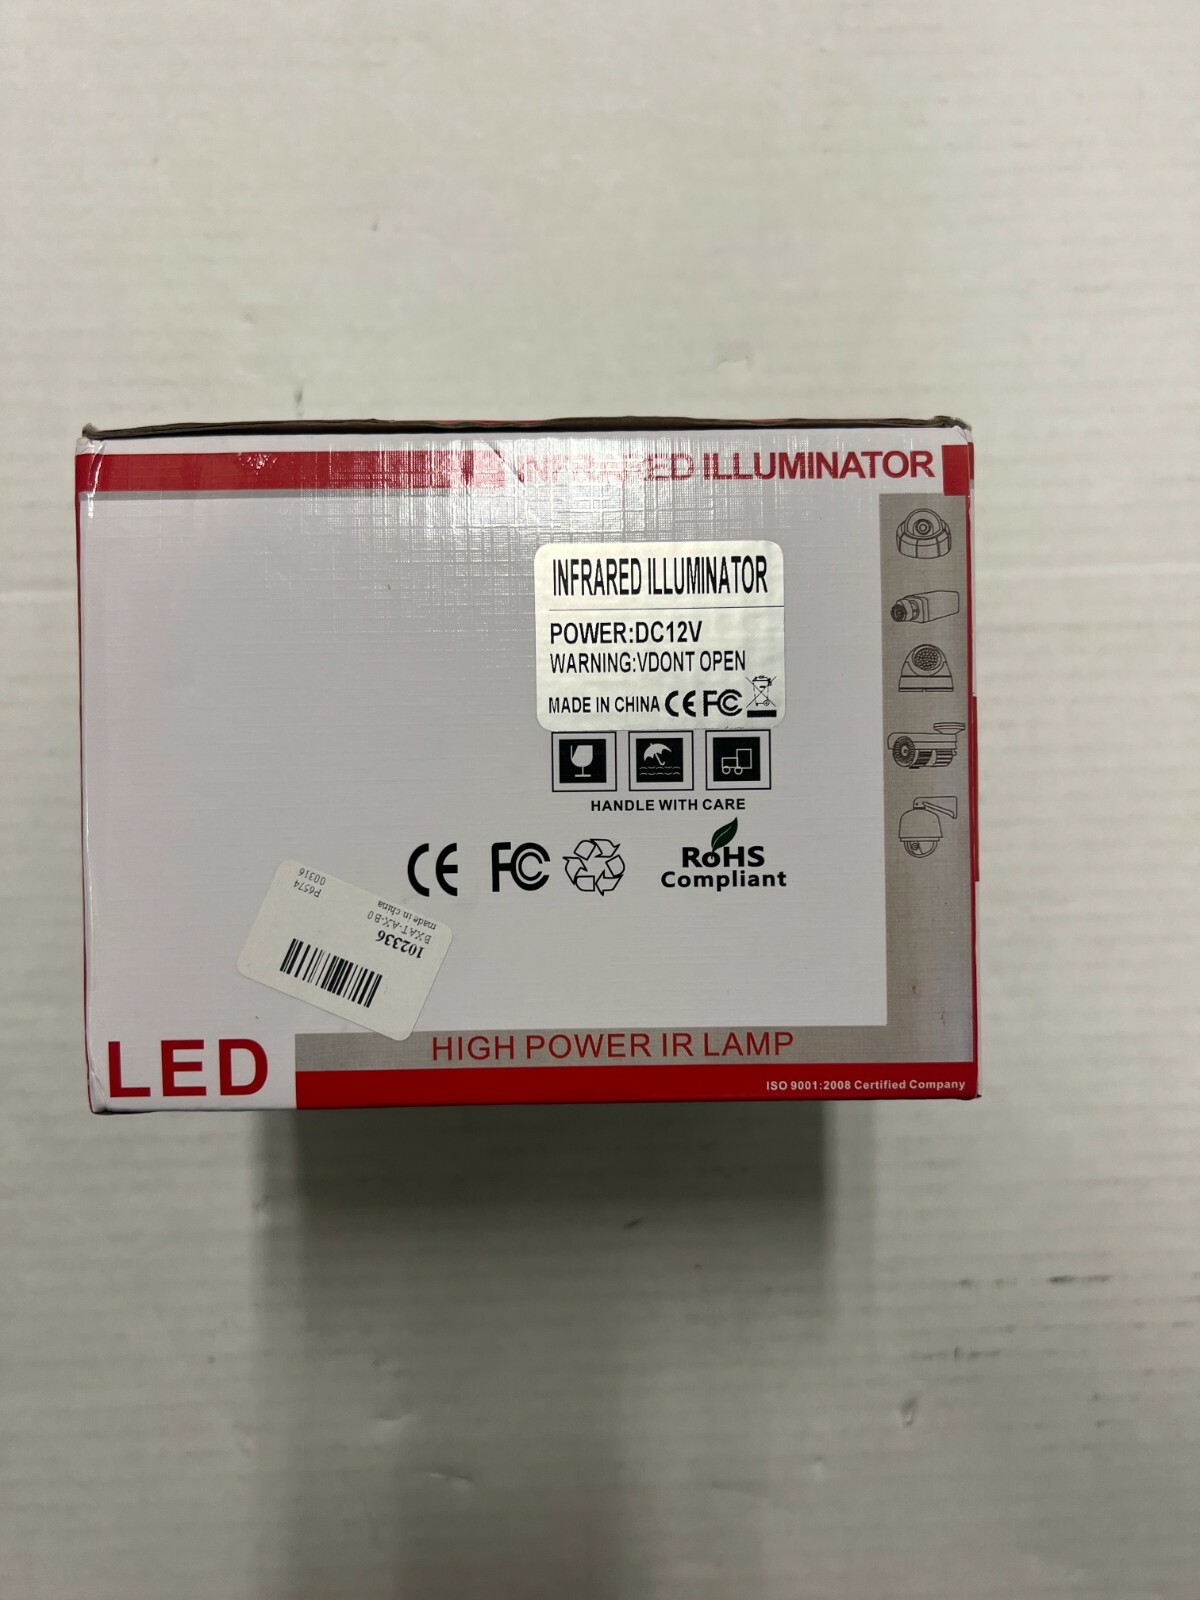 INFRARED ILLUMINATOR
INFRARED ILLUMINATOR
POWER:DC12V
WARNING:VDONT OPEN
MADE IN CHINA CE FC
HANDLE WITH CARE
CE FC
RoHS
Compliant
102336
BXAT-AX-B0
made in china
P6574
00316
LED
HIGH POWER IR LAMP
ISO 9001:2008 Certified Company